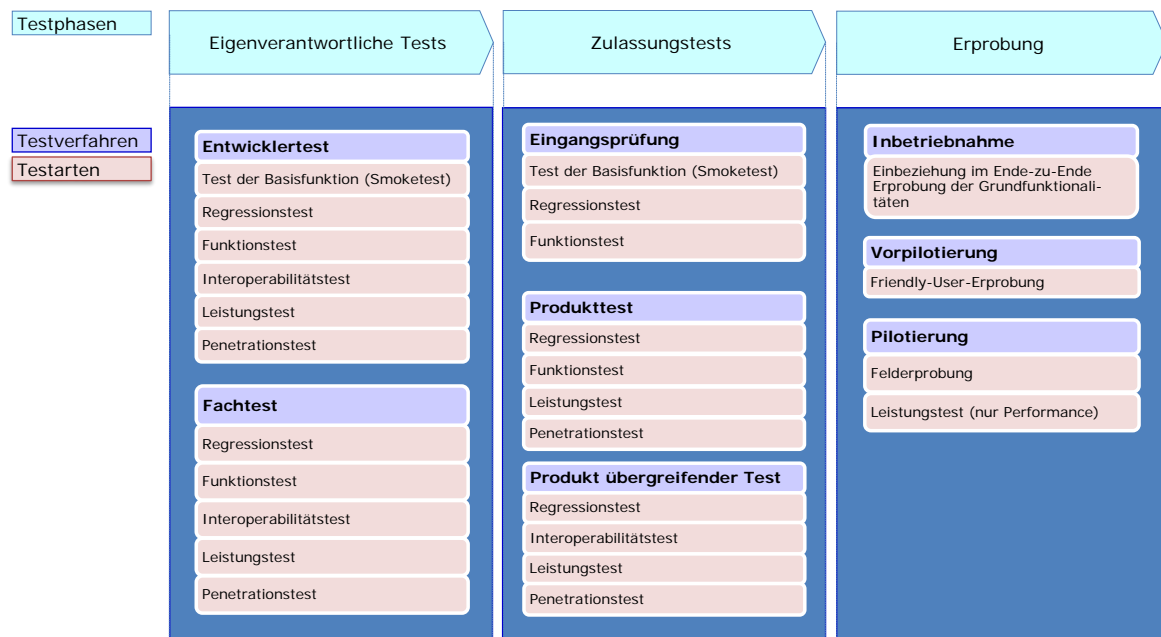 Testphasen
Eigenverantwortliche Tests
Zulassungstests
Erprobung
Testverfahren
Testarten
Entwicklertest
Test der Basisfunktion (Smoketest)
Regressionstest
Funktionstest
Interoperabilitätstest
Leistungstest
Penetrationstest
Fachtest
Regressionstest
Funktionstest
Interoperabilitätstest
Leistungstest
Penetrationstest
Eingangsprüfung
Test der Basisfunktion (Smoketest)
Regressionstest
Funktionstest
Produkttest
Regressionstest
Funktionstest
Leistungstest
Penetrationstest
Produkt übergreifender Test
Regressionstest
Interoperabilitätstest
Leistungstest
Penetrationstest
Inbetriebnahme
Einbeziehung im Ende-zu-Ende
Erprobung der Grundfunktionali-
täten
Vorpilotierung
Friendly-User-Erprobung
Pilotierung
Felderprobung
Leistungstest (nur Performance)